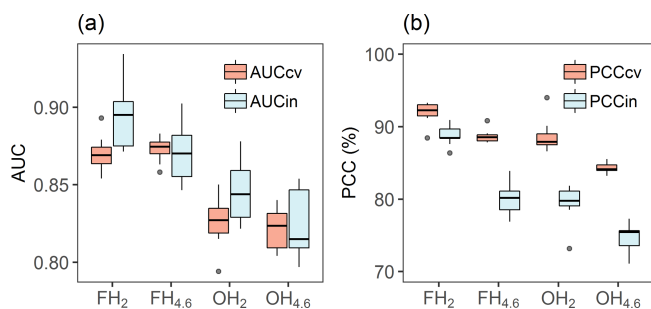 (a)
AUC
0.90
0.85
0.80
AUCcv
AUCin
FH₂ FH₄.₆ OH₂ OH₄.₆
(b)
PCC (%)
100
90
80
70
PCCcv
PCCin
FH₂ FH₄.₆ OH₂ OH₄.₆